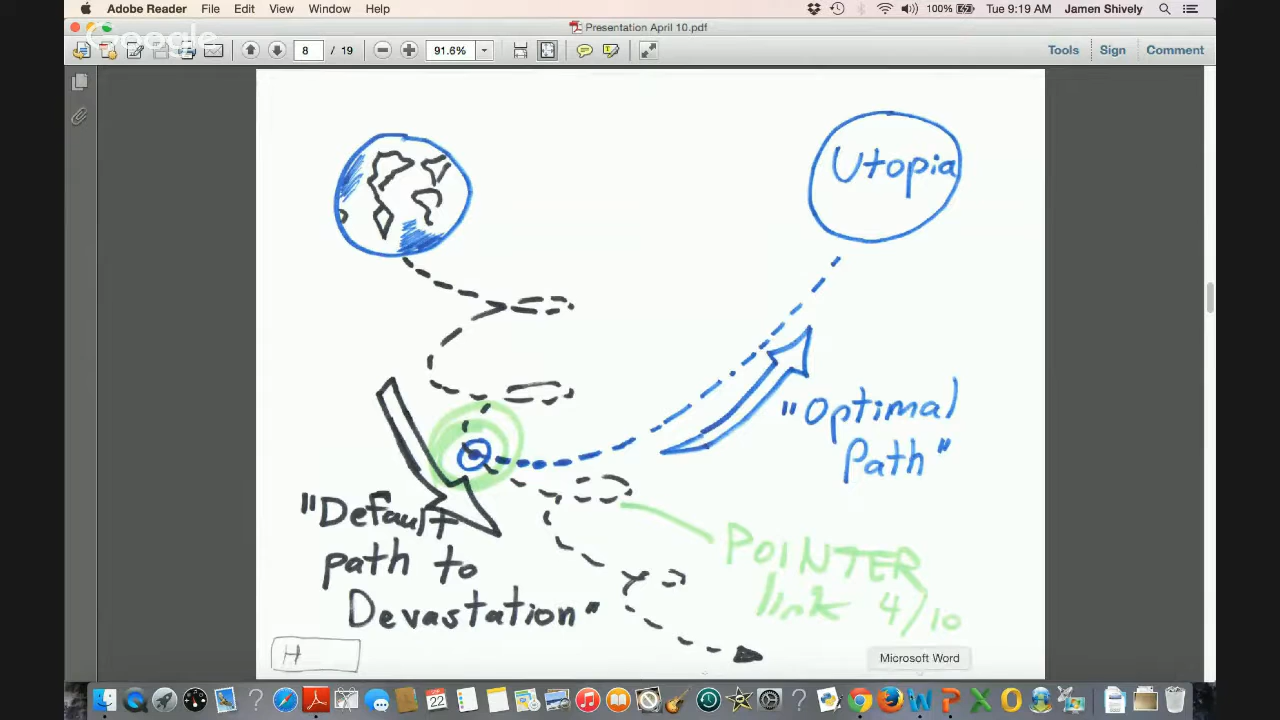 Adobe Reader File Edit View Window Help 100% Tue 9:19 AM Jamen Shively
Google
Presentation April 10.pdf
8 / 19 91.6% Tools Sign Comment
Utopia
"Optimal
Path"
"Default
path to
Devastation"
POINTER
link 4/10
H
Microsoft Word
22